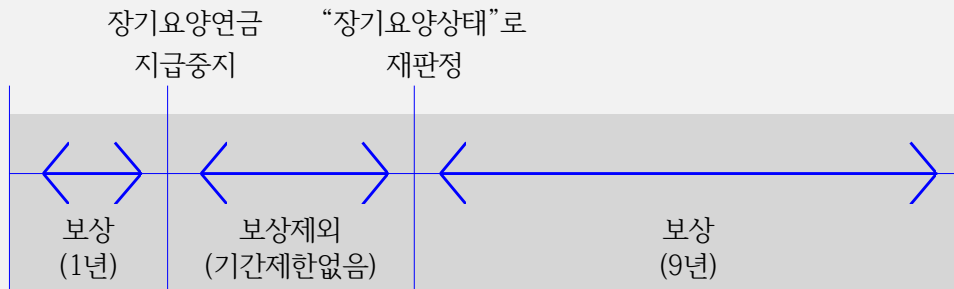 장기요양연금
지급중지
“장기요양상태”로
재판정
보상
(1년)
보상제외
(기간제한없음)
보상
(9년)